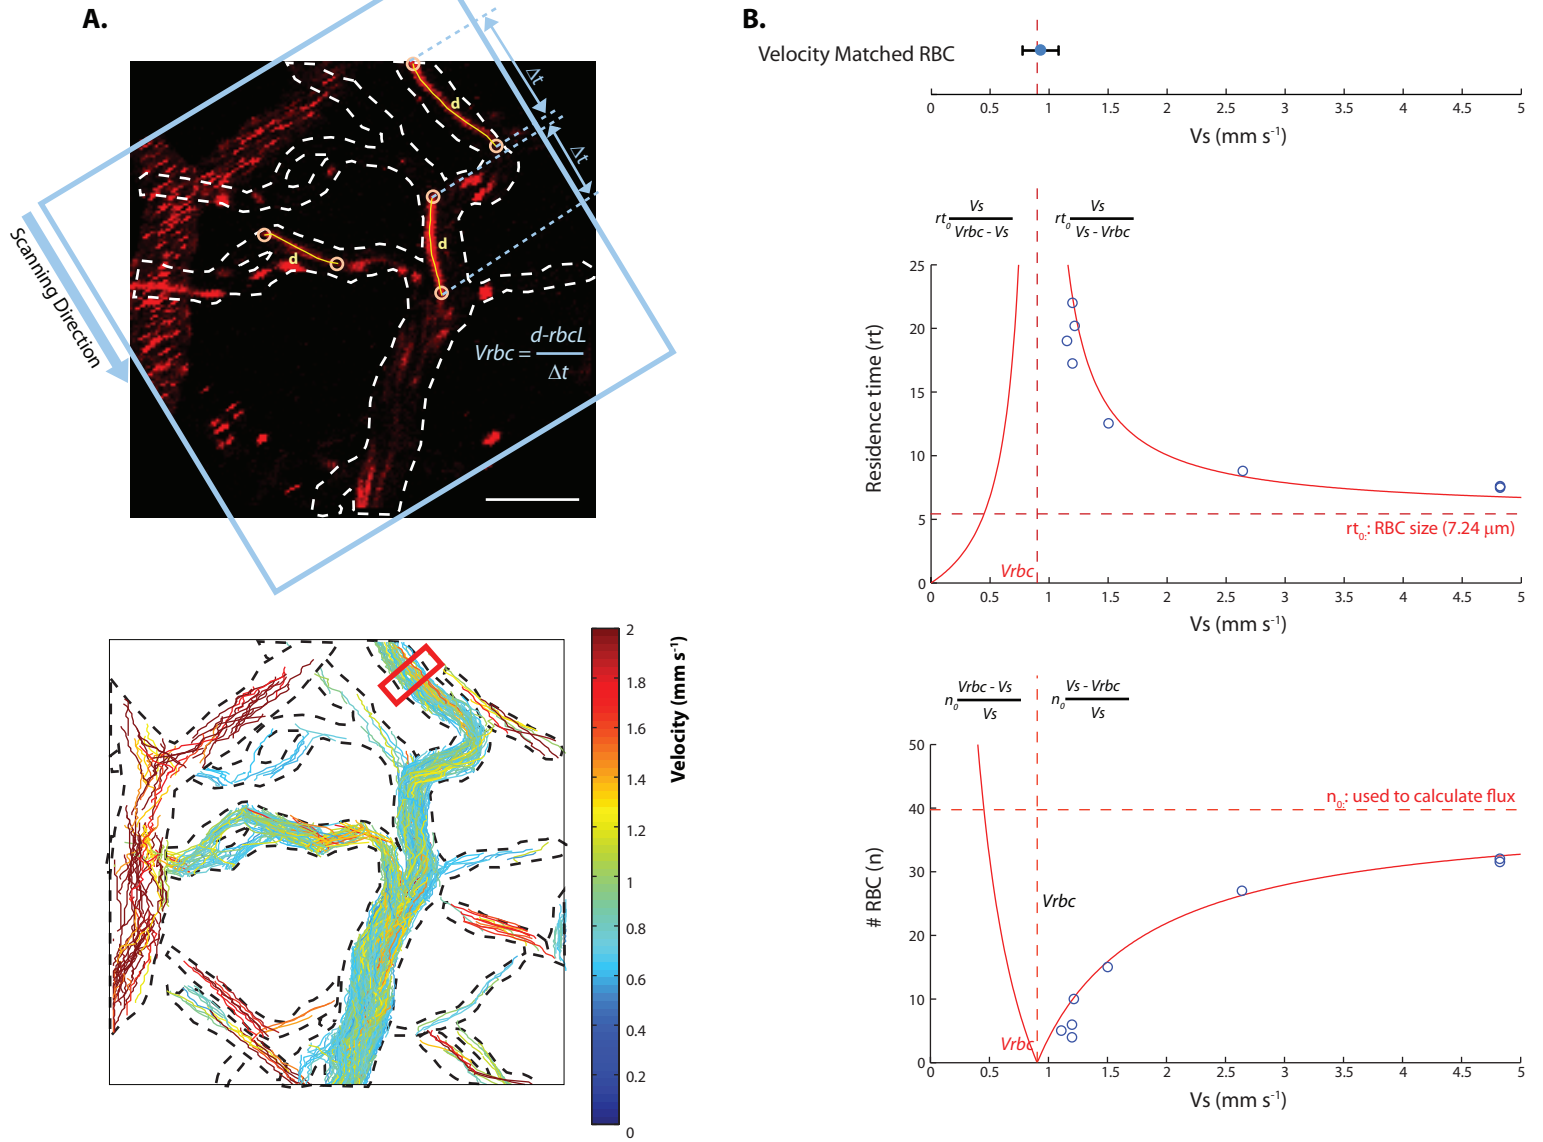 A.
Δt
Δt
d
d
d
Scanning Direction
Vrbc = d-rbcL
Δt
2
1.8
1.6
1.4
1.2
1
0.8
0.6
0.4
0.2
0
Velocity (mm s-1)
B.
Velocity Matched RBC
0 0.5 1 1.5 2 2.5 3 3.5 4 4.5 5
Vs (mm s-1)
rt0 Vs
Vrbc - Vs
rt0 Vs
Vs - Vrbc
25
20
15
10
5
0
Residence time (rt)
rt0: RBC size (7.24 μm)
Vrbc
0 0.5 1 1.5 2 2.5 3 3.5 4 4.5 5
Vs (mm s-1)
n0 Vrbc - Vs
Vs
n0 Vs - Vrbc
Vs
50
40
30
20
10
0
# RBC (n)
n0: used to calculate flux
Vrbc
Vrbc
0.5 1 1.5 2 2.5 3 3.5 4 4.5 5
Vs (mm s-1)